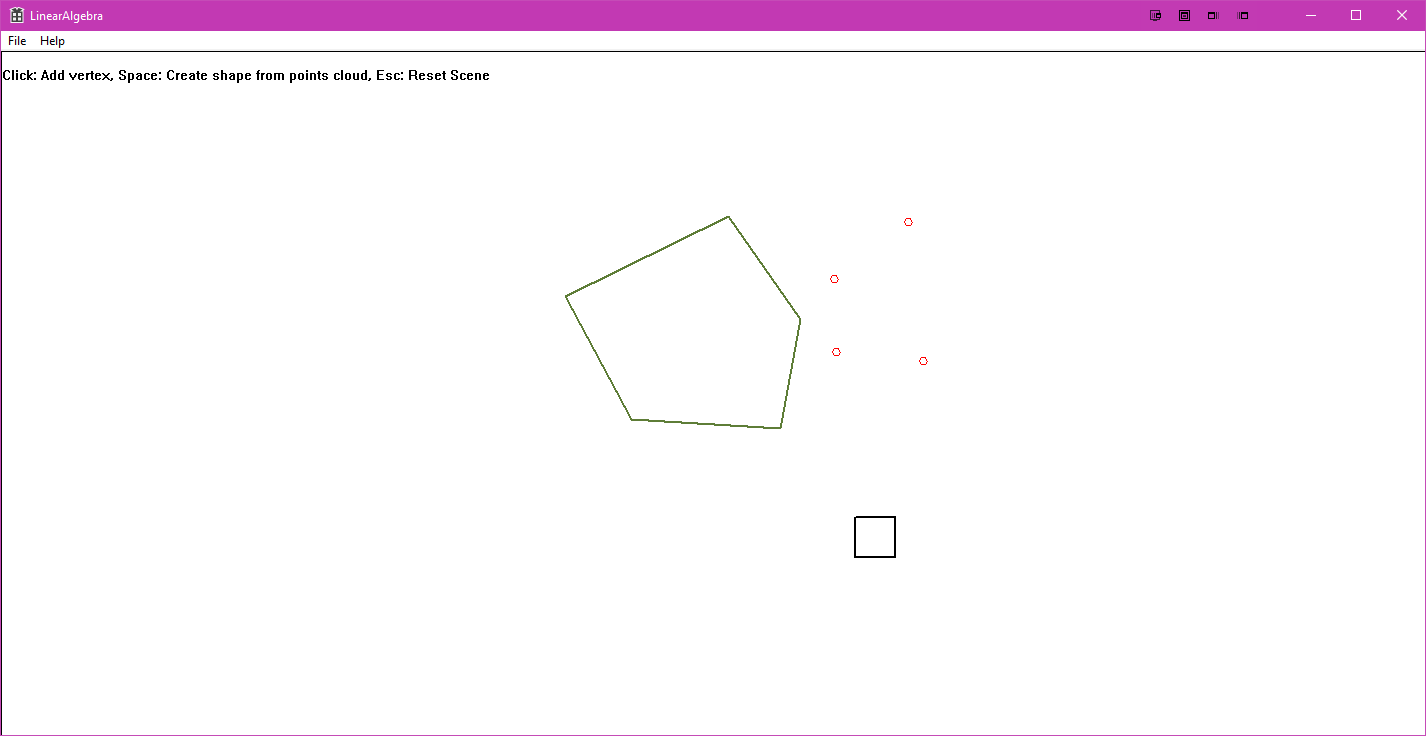 LinearAlgebra
File Help
Click: Add vertex, Space: Create shape from points cloud, Esc: Reset Scene